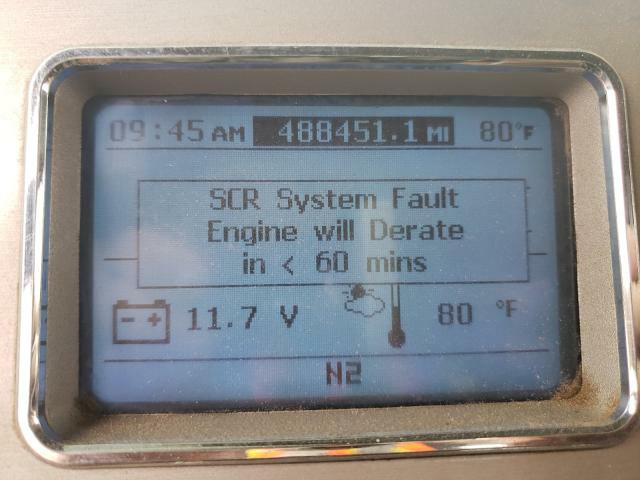 09:45 AM 488451.1 MI 80°F
SCR System Fault
Engine will Derate
in < 60 mins
- + 11.7 V 80 °F
N2